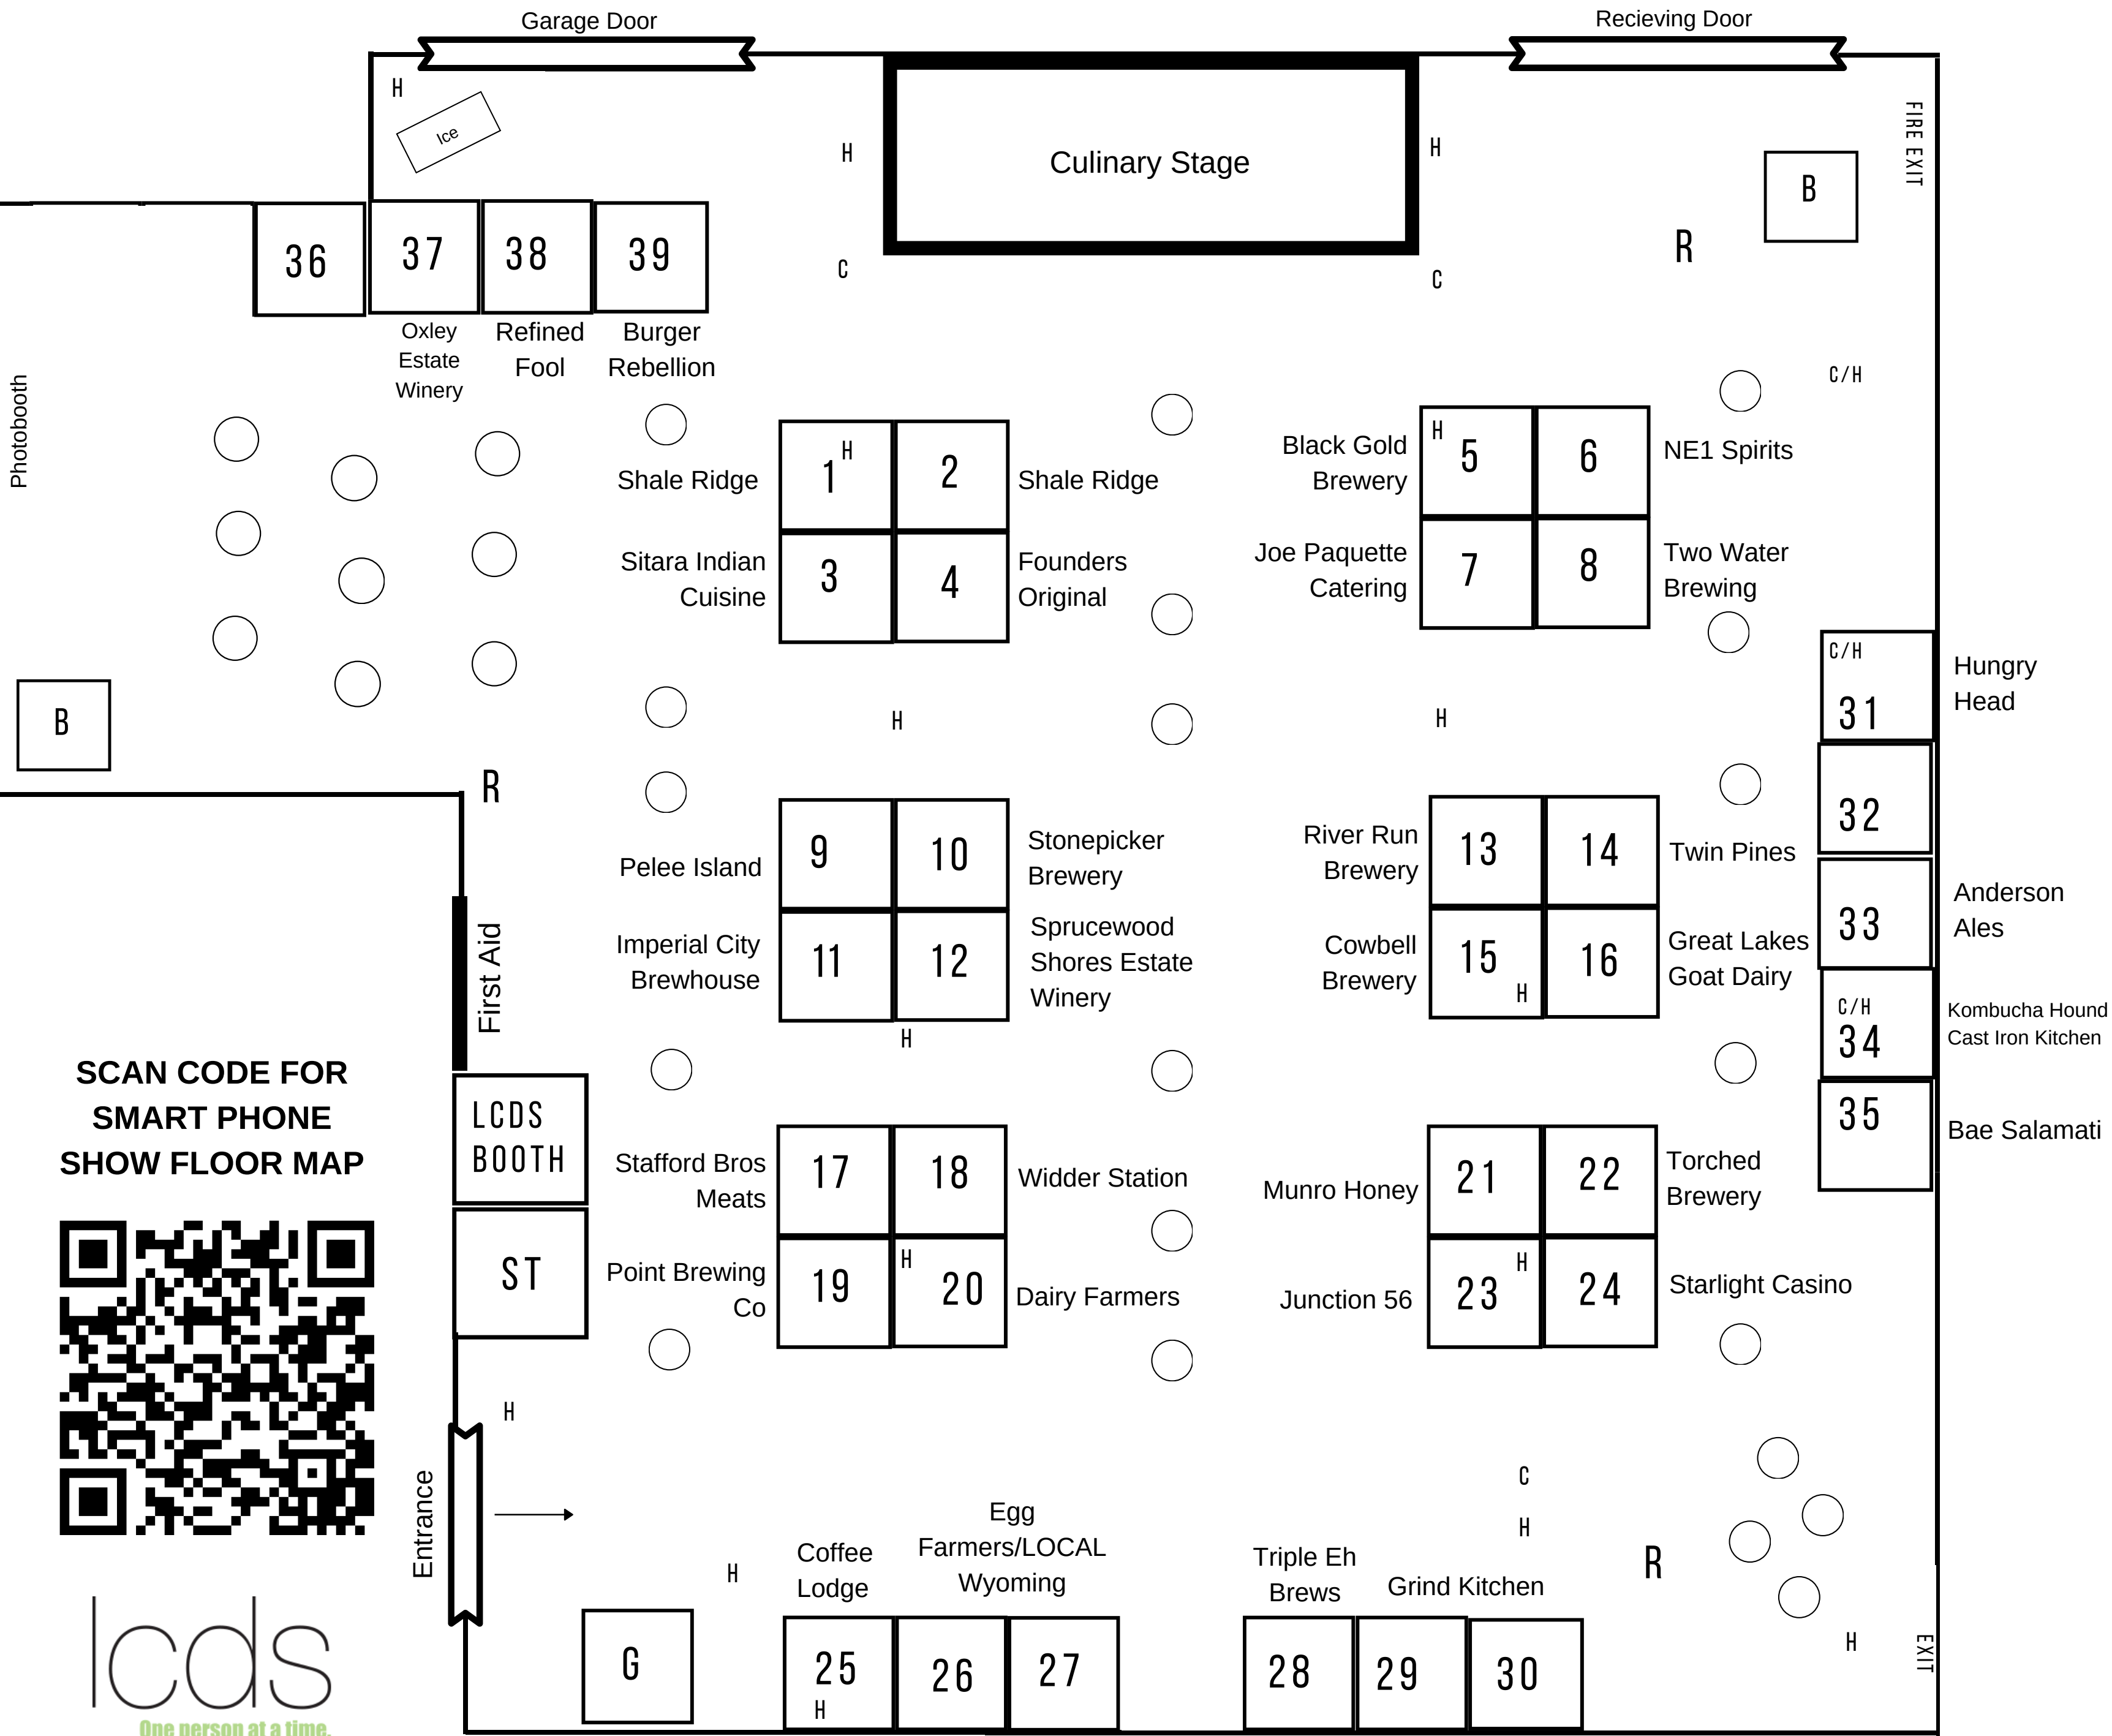 Garage Door
Recieving Door
H
Ice
H
Culinary Stage
H
FIRE EXIT
B
R
36
37
38
39
C
C
Oxley
Estate
Winery
Refined
Fool
Burger
Rebellion
Photobooth
C/H
Shale Ridge
1
H
2
Shale Ridge
Sitara Indian
Cuisine
3
4
Founders
Original
Black Gold
Brewery
H
5
6
NE1 Spirits
Joe Paquette
Catering
7
8
Two Water
Brewing
B
R
H
H
C/H
31
Hungry
Head
32
33
Anderson
Ales
C/H
34
Kombucha Hound
Cast Iron Kitchen
35
Bae Salamati
Pelee Island
9
10
Stonepicker
Brewery
Imperial City
Brewhouse
11
12
Sprucewood
Shores Estate
Winery
H
River Run
Brewery
13
14
Twin Pines
Cowbell
Brewery
15
H
16
Great Lakes
Goat Dairy
First Aid
SCAN CODE FOR
SMART PHONE
SHOW FLOOR MAP
LCDS
BOOTH
ST
Stafford Bros
Meats
17
18
Widder Station
Point Brewing
Co
19
H
20
Dairy Farmers
Munro Honey
21
22
Torched
Brewery
Junction 56
23
H
24
Starlight Casino
H
Entrance
H
G
Coffee
Lodge
Egg
Farmers/LOCAL
Wyoming
25
H
26
27
Triple Eh
Brews
Grind Kitchen
28
29
30
C
H
R
H
EXIT
lcds
One person at a time.